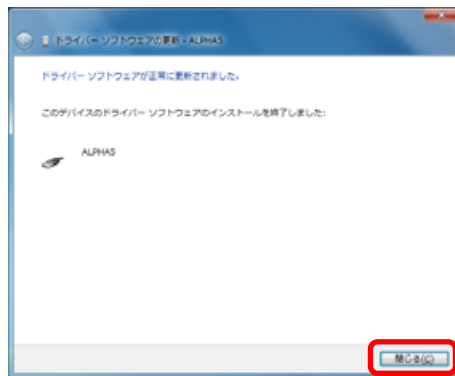 ドライバー ソフトウェアの更新 - ALPHA5
ドライバー ソフトウェアが正常に更新されました。
このデバイスのドライバー ソフトウェアのインストールを終了しました:
ALPHA5
閉じる(C)